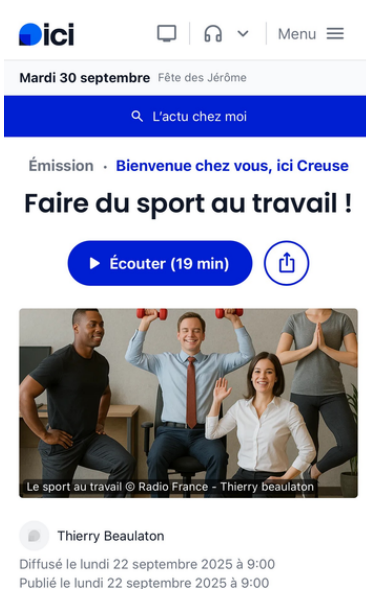 ici
Menu
Mardi 30 septembre Fête des Jérôme
L'actu chez moi
Émission · Bienvenue chez vous, ici Creuse
Faire du sport au travail !
Écouter (19 min)
Le sport au travail © Radio France - Thierry beaulaton
Thierry Beaulaton
Diffusé le lundi 22 septembre 2025 à 9:00
Publié le lundi 22 septembre 2025 à 9:00